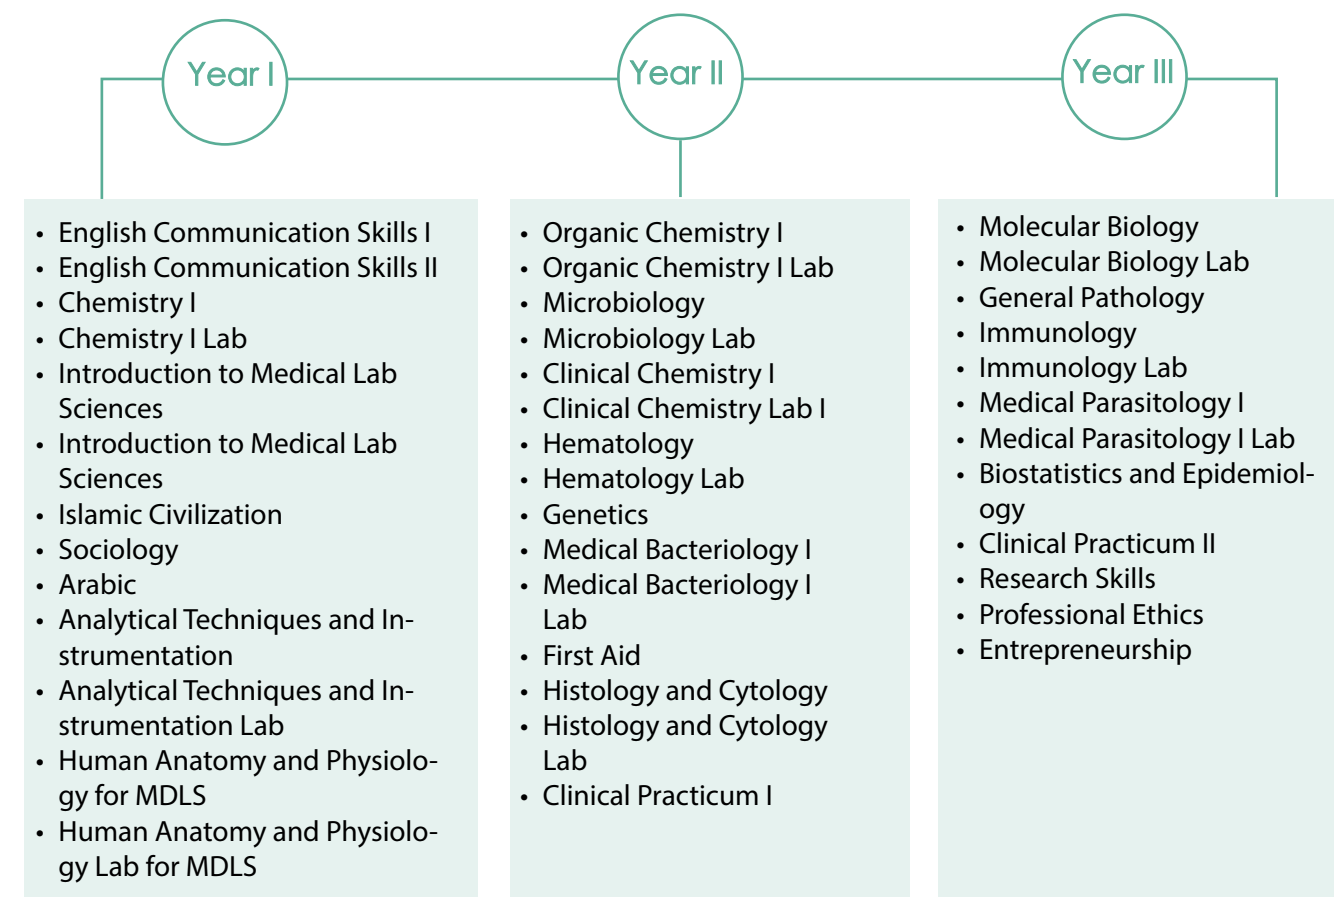 Year I
Year II
Year III
• English Communication Skills I
• English Communication Skills II
• Chemistry I
• Chemistry I Lab
• Introduction to Medical Lab
Sciences
• Introduction to Medical Lab
Sciences
• Islamic Civilization
• Sociology
• Arabic
• Analytical Techniques and In-
strumentation
• Analytical Techniques and In-
strumentation Lab
• Human Anatomy and Physiolo-
gy for MDLS
• Human Anatomy and Physiolo-
gy Lab for MDLS
• Organic Chemistry I
• Organic Chemistry I Lab
• Microbiology
• Microbiology Lab
• Clinical Chemistry I
• Clinical Chemistry Lab I
• Hematology
• Hematology Lab
• Genetics
• Medical Bacteriology I
• Medical Bacteriology I
Lab
• First Aid
• Histology and Cytology
• Histology and Cytology
Lab
• Clinical Practicum I
• Molecular Biology
• Molecular Biology Lab
• General Pathology
• Immunology
• Immunology Lab
• Medical Parasitology I
• Medical Parasitology I Lab
• Biostatistics and Epidemiol-
ogy
• Clinical Practicum II
• Research Skills
• Professional Ethics
• Entrepreneurship